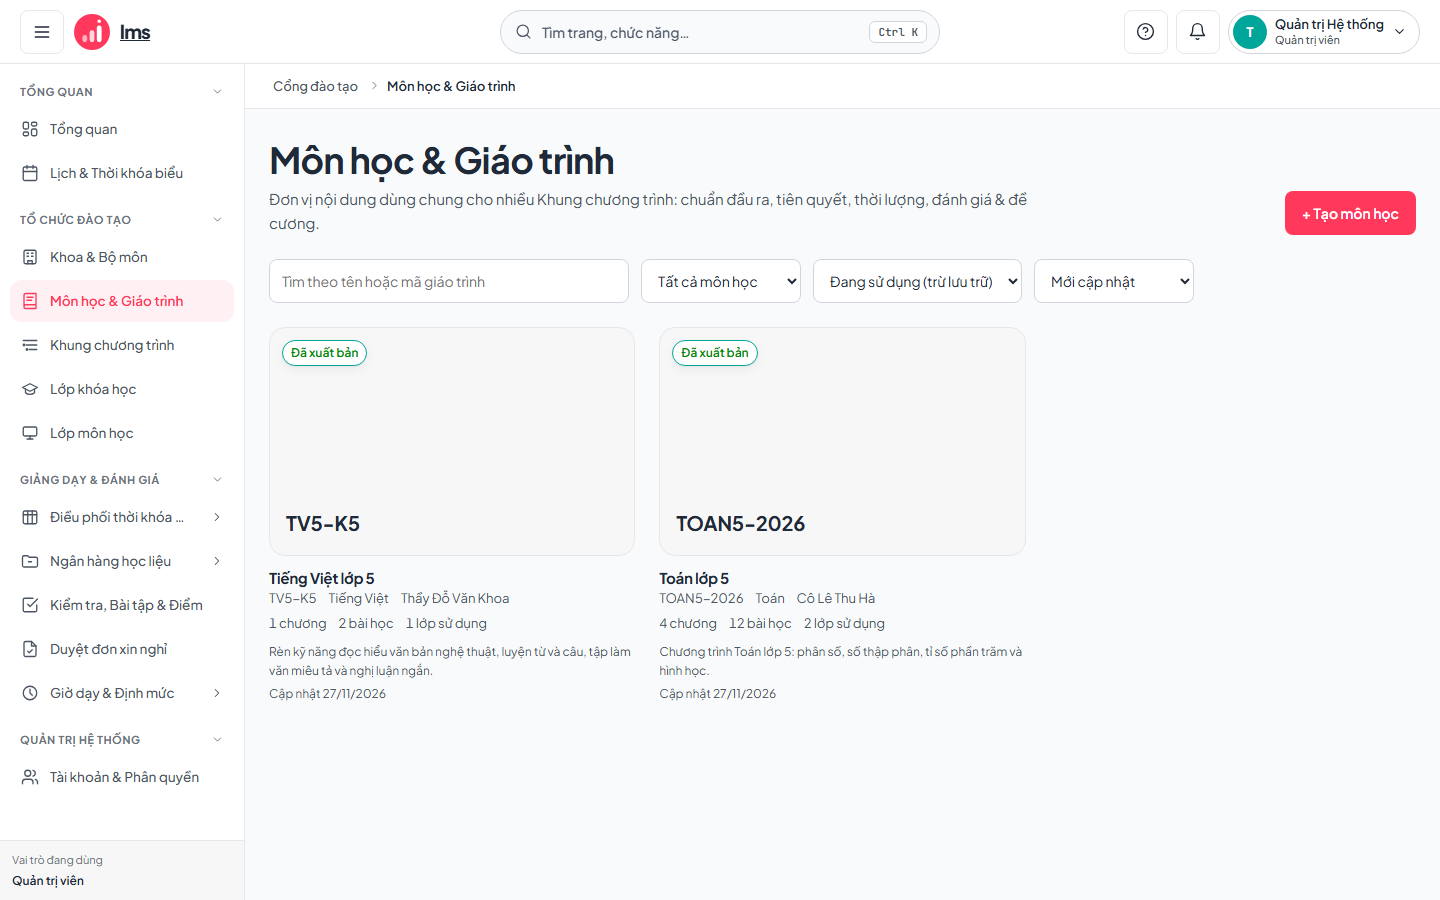 lms
Tìm trang, chức năng...
Ctrl K
T
Quản trị Hệ thống
Quản trị viên
TỔNG QUAN
Tổng quan
Lịch & Thời khóa biểu
TỔ CHỨC ĐÀO TẠO
Khoa & Bộ môn
Môn học & Giáo trình
Khung chương trình
Lớp khóa học
Lớp môn học
GIẢNG DẠY & ĐÁNH GIÁ
Điều phối thời khóa ...
Ngân hàng học liệu
Kiểm tra, Bài tập & Điểm
Duyệt đơn xin nghỉ
Giờ dạy & Định mức
QUẢN TRỊ HỆ THỐNG
Tài khoản & Phân quyền
Vai trò đang dùng
Quản trị viên
Cổng đào tạo > Môn học & Giáo trình
Môn học & Giáo trình
Đơn vị nội dung dùng chung cho nhiều Khung chương trình: chuẩn đầu ra, tiên quyết, thời lượng, đánh giá & đề
cương.
+ Tạo môn học
Tìm theo tên hoặc mã giáo trình
Tất cả môn học
Đang sử dụng (trừ lưu trữ)
Mới cập nhật
Đã xuất bản
TV5-K5
Tiếng Việt lớp 5
TV5-K5 Tiếng Việt Thầy Đỗ Văn Khoa
1 chương 2 bài học 1 lớp sử dụng
Rèn kỹ năng đọc hiểu văn bản nghệ thuật, luyện từ và câu, tập làm
văn miêu tả và nghị luận ngắn.
Cập nhật 27/11/2026
Đã xuất bản
TOAN5-2026
Toán lớp 5
TOAN5-2026 Toán Cô Lê Thu Hà
4 chương 12 bài học 2 lớp sử dụng
Chương trình Toán lớp 5: phân số, số thập phân, tỉ số phần trăm và
hình học.
Cập nhật 27/11/2026